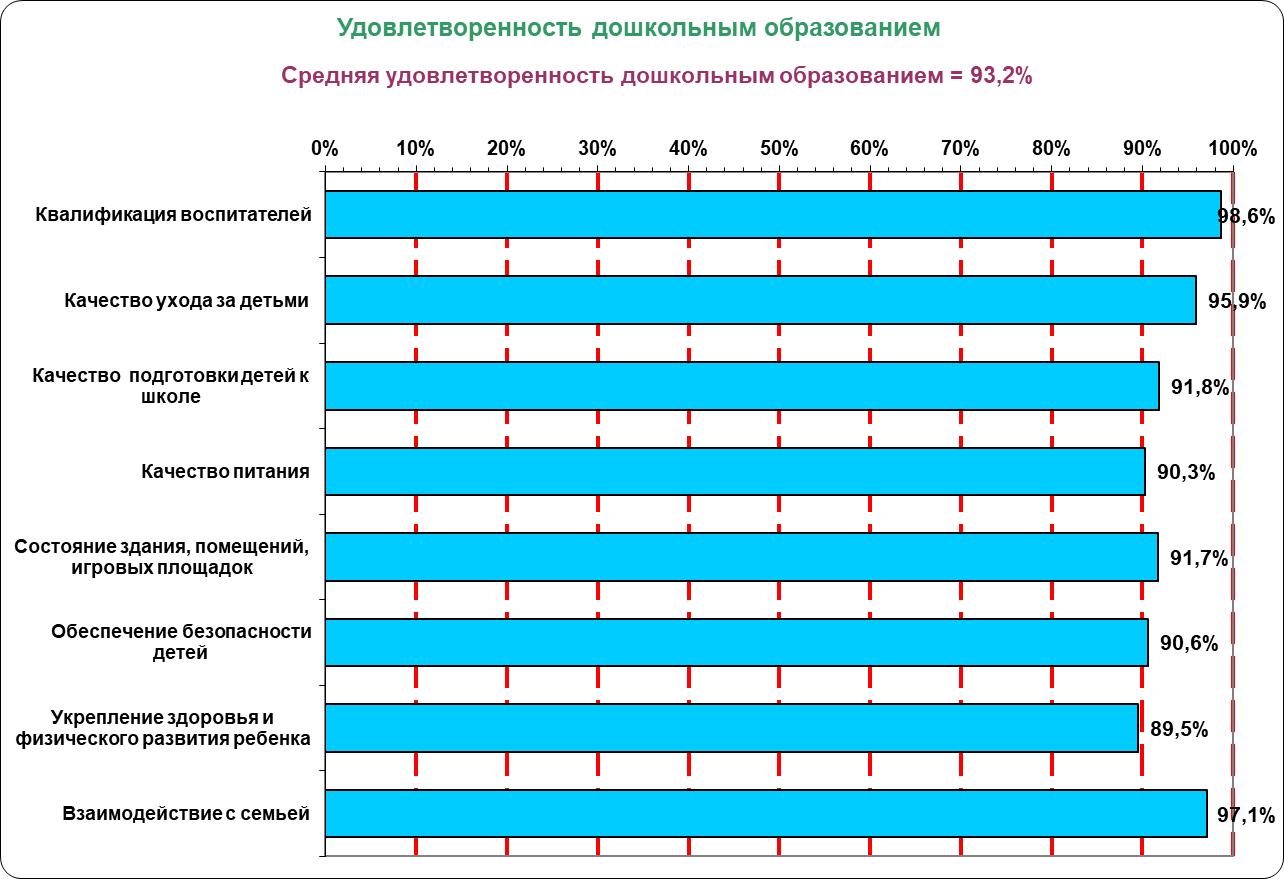 Удовлетворенность дошкольным образованием
Средняя удовлетворенность дошкольным образованием = 93,2%
0% 10% 20% 30% 40% 50% 60% 70% 80% 90% 100%
Квалификация воспитателей 98,6%
Качество ухода за детьми 95,9%
Качество подготовки детей к
школе 91,8%
Качество питания 90,3%
Состояние здания, помещений,
игровых площадок 91,7%
Обеспечение безопасности
детей 90,6%
Укрепление здоровья и
физического развития ребенка 89,5%
Взаимодействие с семьей 97,1%